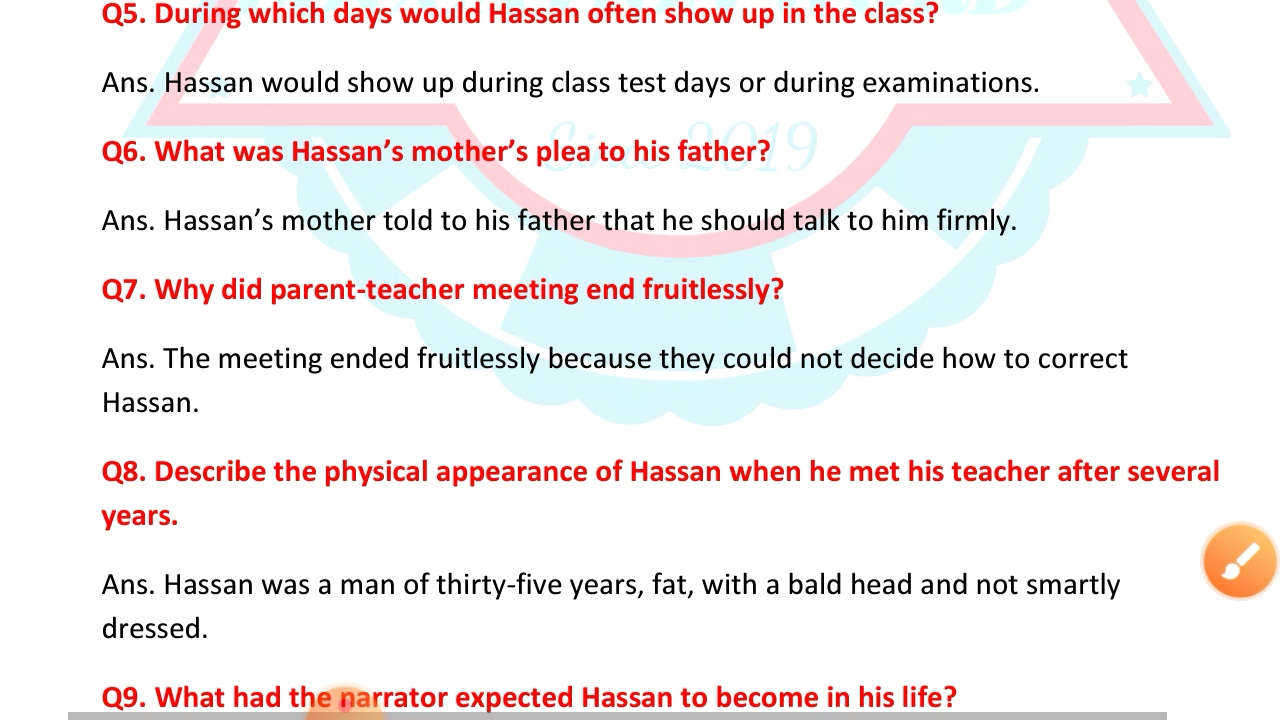 Q5. During which days would Hassan often show up in the class?
Ans. Hassan would show up during class test days or during examinations.
Since 2019
Q6. What was Hassan’s mother’s plea to his father?
Ans. Hassan’s mother told to his father that he should talk to him firmly.
Q7. Why did parent-teacher meeting end fruitlessly?
Ans. The meeting ended fruitlessly because they could not decide how to correct
Hassan.
Q8. Describe the physical appearance of Hassan when he met his teacher after several
years.
Ans. Hassan was a man of thirty-five years, fat, with a bald head and not smartly
dressed.
Q9. What had the narrator expected Hassan to become in his life?